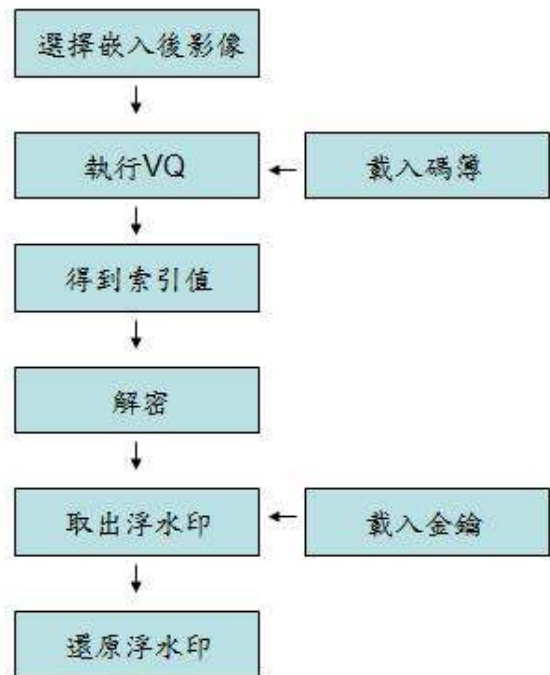 選擇嵌入後影像
執行VQ
載入碼簿
得到索引值
解密
取出浮水印
載入金鑰
還原浮水印